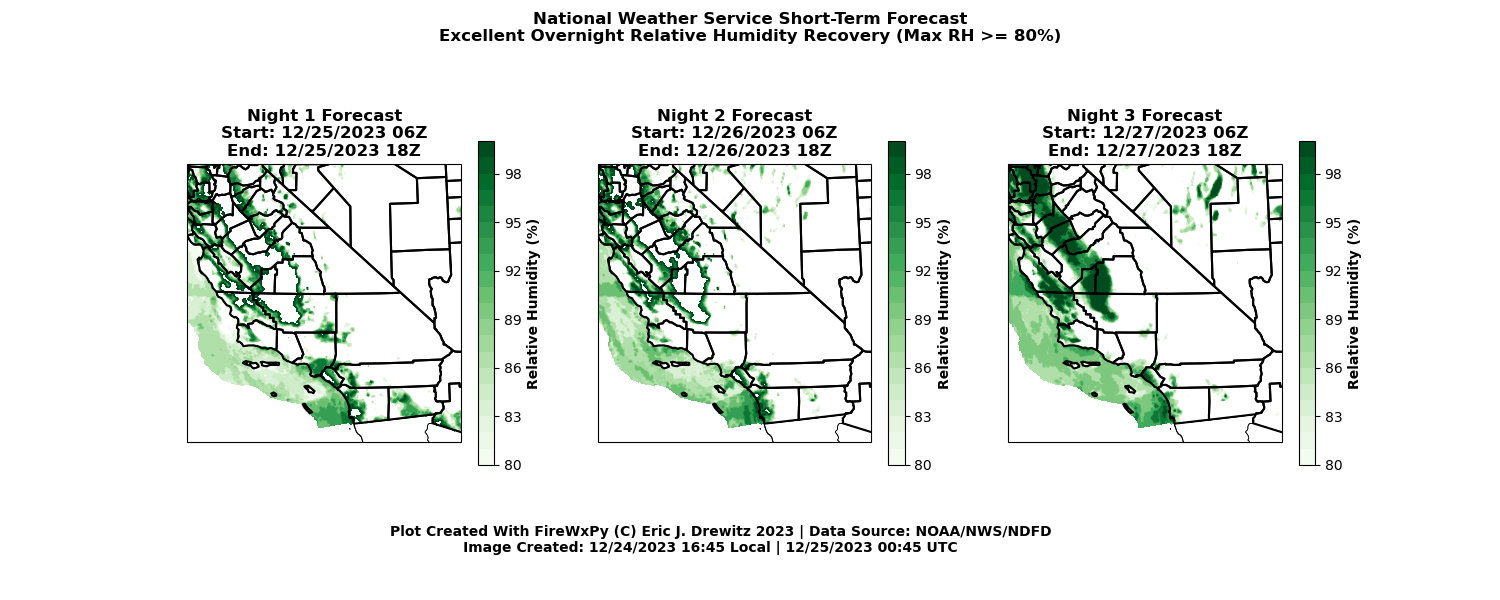 National Weather Service Short-Term Forecast
Excellent Overnight Relative Humidity Recovery (Max RH >= 80%)
Night 1 Forecast
Start: 12/25/2023 06Z
End: 12/25/2023 18Z
98
95
92
89
86
83
80
Relative Humidity (%)
Night 2 Forecast
Start: 12/26/2023 06Z
End: 12/26/2023 18Z
98
95
92
89
86
83
80
Relative Humidity (%)
Night 3 Forecast
Start: 12/27/2023 06Z
End: 12/27/2023 18Z
98
95
92
89
86
83
80
Relative Humidity (%)
Plot Created With FireWxPy (C) Eric J. Drewitz 2023 | Data Source: NOAA/NWS/NDFD
Image Created: 12/24/2023 16:45 Local | 12/25/2023 00:45 UTC